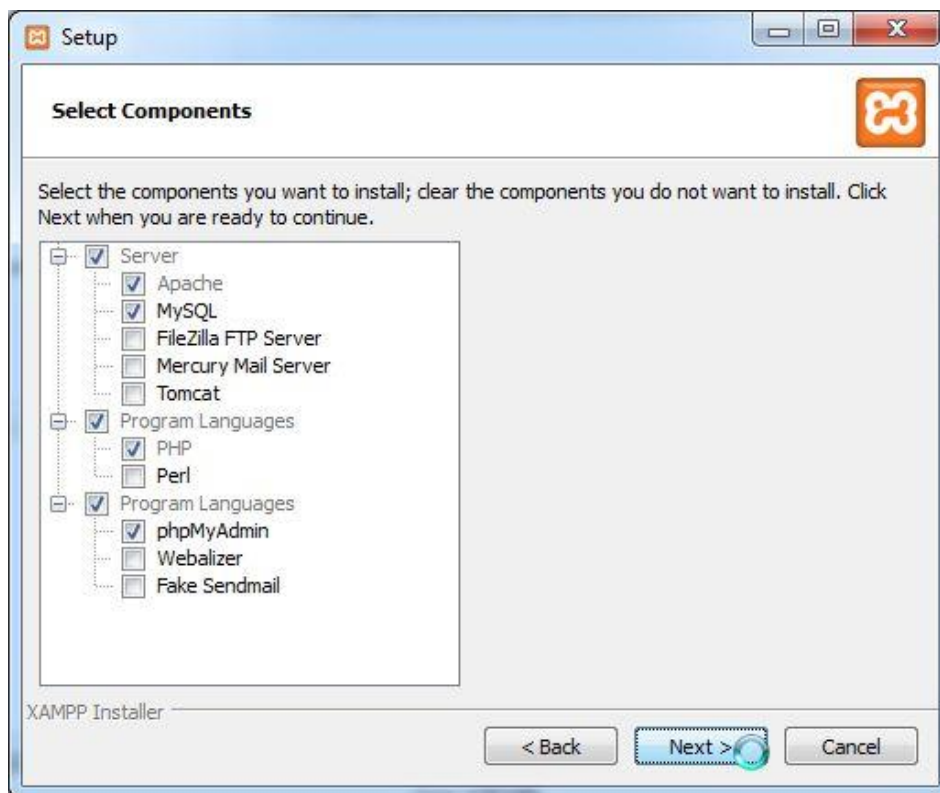 Setup
Select Components
Select the components you want to install; clear the components you do not want to install. Click
Next when you are ready to continue.
Server
Apache
MySQL
FileZilla FTP Server
Mercury Mail Server
Tomcat
Program Languages
PHP
Perl
Program Languages
phpMyAdmin
Webalizer
Fake Sendmail
XAMPP Installer
< Back
Next >
Cancel